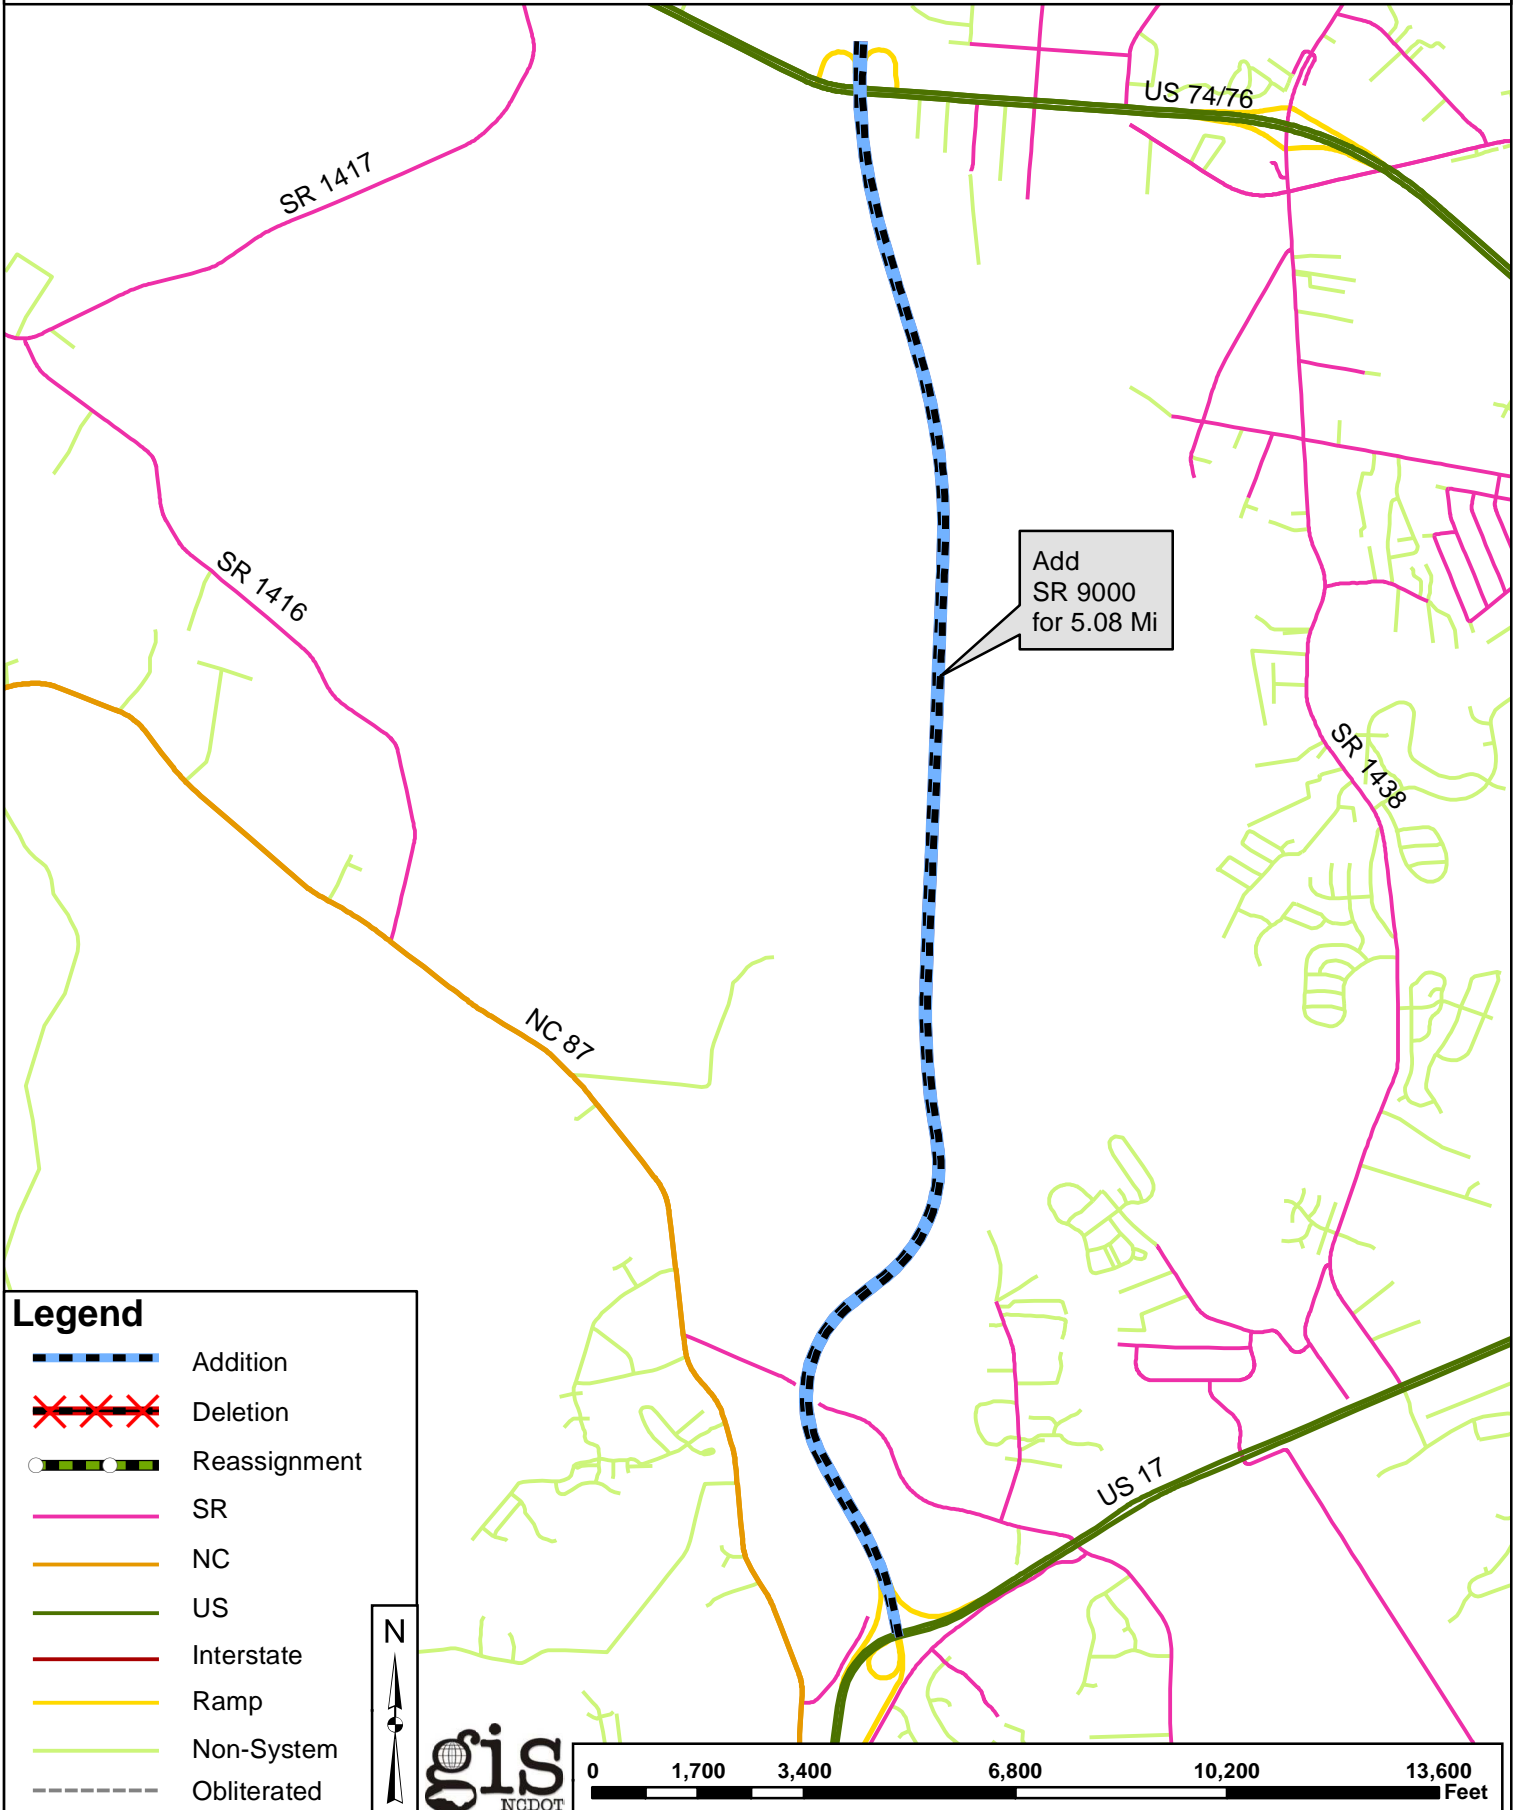 US 74/76
SR 1417
Add
SR 9000
for 5.08 Mi
SR 1416
SR 1438
NC 87
US 17
Legend
Addition
Deletion
Reassignment
SR
NC
US
Interstate
Ramp
Non-System
Obliterated
N
gis
NCDOT
0 1,700 3,400 6,800 10,200 13,600
Feet